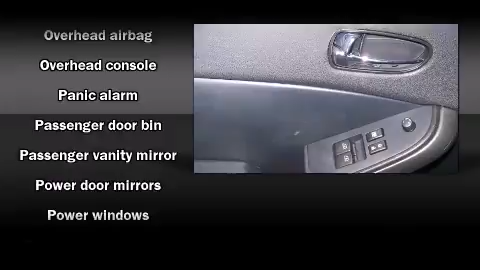 Overhead airbag
Overhead console
Panic alarm
Passenger door bin
Passenger vanity mirror
Power door mirrors
Power windows